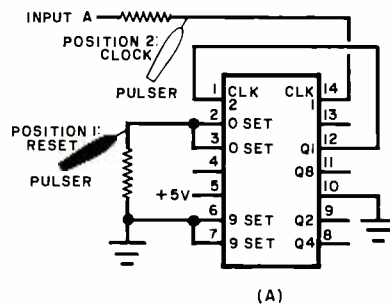 INPUT A
POSITION 2:
CLOCK
PULSER
POSITION 1:
RESET
PULSER
1 CLK 2
2 0 SET
3 0 SET
4
+5V 5
6 9 SET
7 9 SET
CLK 1 14
13
Q1 12
Q8 11
10
Q2 9
Q4 8
(A)